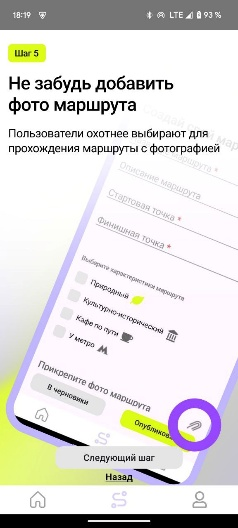 18:19
LTE 93 %
Шаг 5
Не забудь добавить
фото маршрута
Пользователи охотнее выбирают для
прохождения маршруты с фотографией
Описание маршрута
Стартовая точка *
Финишная точка *
Выберите характеристика маршрута
Природный
Культурно-исторический
Кафе по пути
У метро
Прикрепите фото маршрута
В черновики
Следующий шаг
Назад